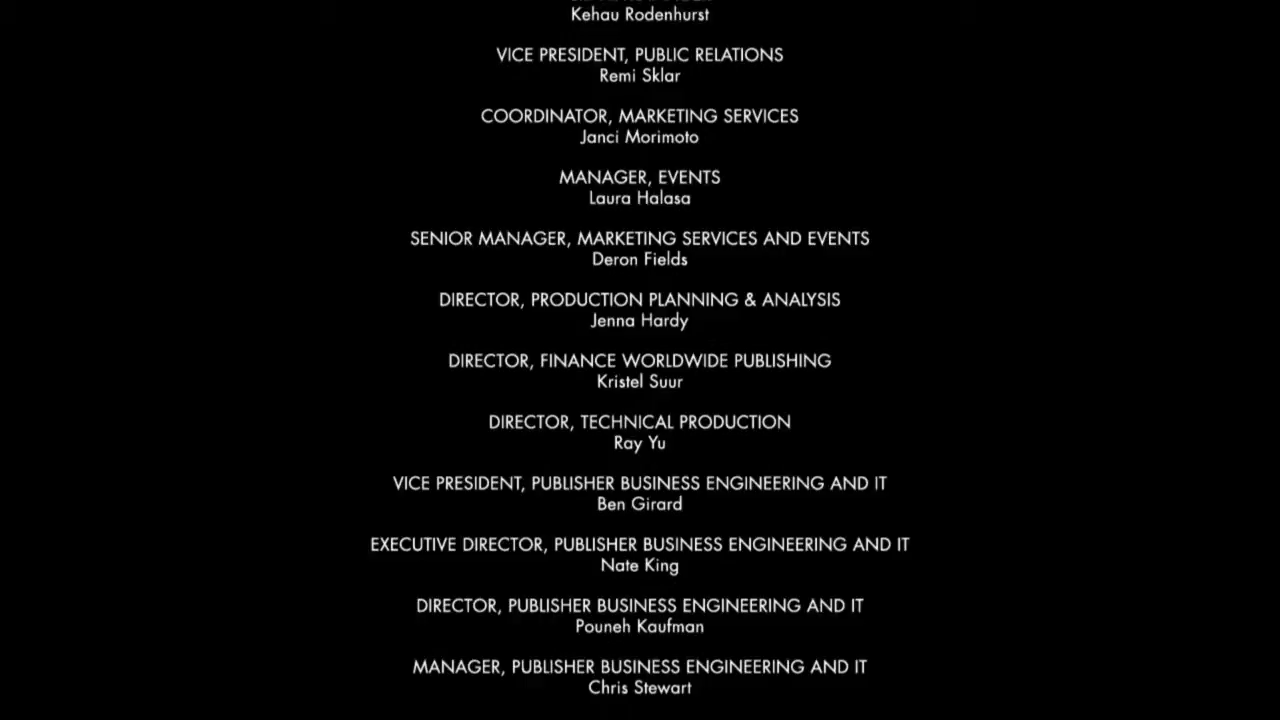 Kehau Rodenhurst
VICE PRESIDENT, PUBLIC RELATIONS
Remi Sklar
COORDINATOR, MARKETING SERVICES
Janci Morimoto
MANAGER, EVENTS
Laura Halasa
SENIOR MANAGER, MARKETING SERVICES AND EVENTS
Deron Fields
DIRECTOR, PRODUCTION PLANNING & ANALYSIS
Jenna Hardy
DIRECTOR, FINANCE WORLDWIDE PUBLISHING
Kristel Suur
DIRECTOR, TECHNICAL PRODUCTION
Ray Yu
VICE PRESIDENT, PUBLISHER BUSINESS ENGINEERING AND IT
Ben Girard
EXECUTIVE DIRECTOR, PUBLISHER BUSINESS ENGINEERING AND IT
Nate King
DIRECTOR, PUBLISHER BUSINESS ENGINEERING AND IT
Pouneh Kaufman
MANAGER, PUBLISHER BUSINESS ENGINEERING AND IT
Chris Stewart